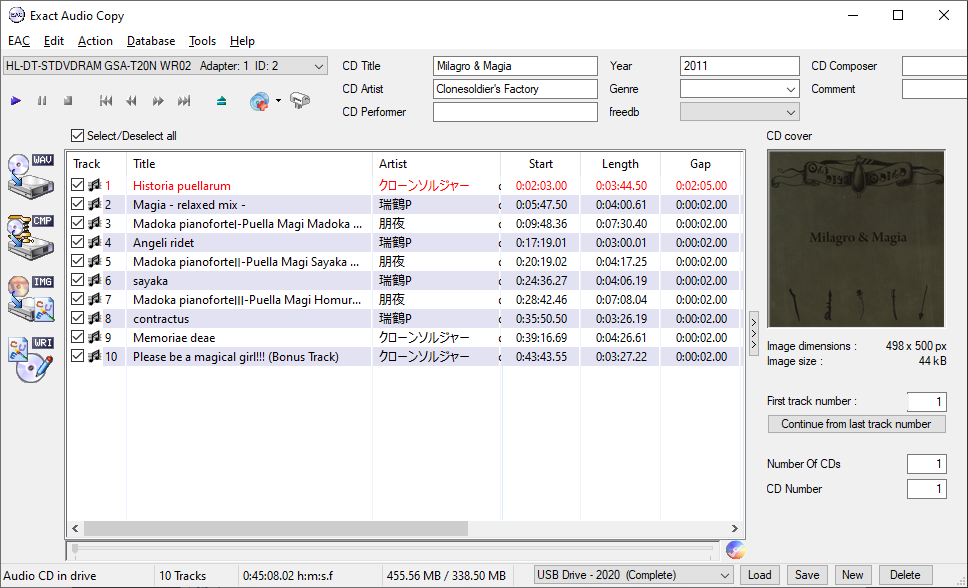 Exact Audio Copy
EAC Edit Action Database Tools Help
HL-DT-STDVDRAM GSA-T20N WR02 Adapter: 1 ID: 2
CD Title Milagro & Magia Year 2011 CD Composer
CD Artist Clonesoldier's Factory Genre Comment
CD Performer freedb
Select/Deselect all CD cover
WAV
CMP
IMG
WRI
Track Title Artist Start Length Gap
1 Historia puellarum クローンソルジャー 0:02:03.00 0:03:44.50 0:02:05.00
2 Magia - relaxed mix - 瑞鶴P 0:05:47.50 0:04:00.61 0:00:02.00
3 Madoka pianoforteⅠ-Puella Magi Madoka ... 朋夜 0:09:48.36 0:07:30.40 0:00:02.00
4 Angeli ridet 瑞鶴P 0:17:19.01 0:03:00.01 0:00:02.00
5 Madoka pianoforteⅡ-Puella Magi Sayaka ... 朋夜 0:20:19.02 0:04:17.25 0:00:02.00
6 sayaka 瑞鶴P 0:24:36.27 0:04:06.19 0:00:02.00
7 Madoka pianoforteⅢ-Puella Magi Homur... 朋夜 0:28:42.46 0:07:08.04 0:00:02.00
8 contractus 瑞鶴P 0:35:50.50 0:03:26.19 0:00:02.00
9 Memoriae deae クローンソルジャー 0:39:16.69 0:04:26.61 0:00:02.00
10 Please be a magical girl!!! (Bonus Track) クローンソルジャー 0:43:43.55 0:03:27.22 0:00:02.00
Milagro & Magia
Image dimensions : 498 x 500 px
Image size : 44 kB
First track number : 1
Continue from last track number
Number Of CDs 1
CD Number 1
Audio CD in drive 10 Tracks 0:45:08.02 h:m:s.f 455.56 MB / 338.50 MB USB Drive - 2020 (Complete) Load Save New Delete